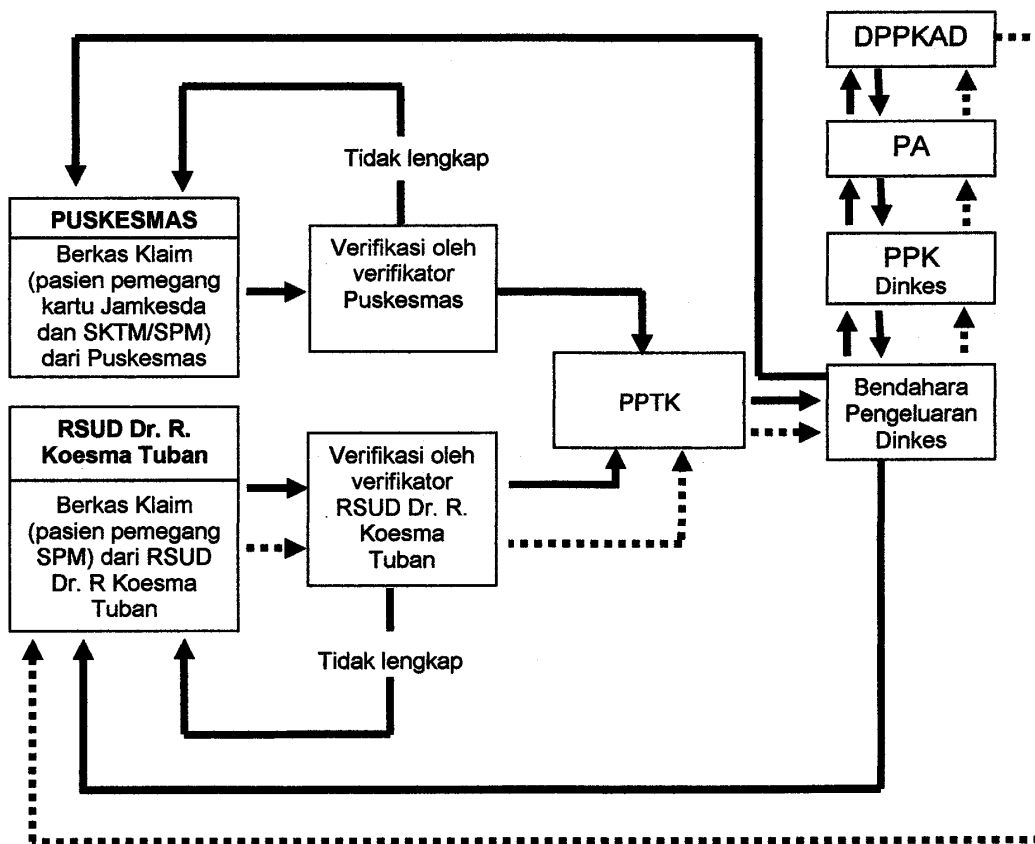 DPPKAD
PA
PPK
Dinkes
Bendahara
Pengeluaran
Dinkes
Tidak lengkap
PUSKESMAS
Berkas Klaim
(pasien pemegang
kartu Jamkesda
dan SKTM/SPM)
dari Puskesmas
Verifikasi oleh
verifikator
Puskesmas
PPTK
RSUD Dr. R.
Koesma Tuban
Berkas Klaim
(pasien pemegang
SPM) dari RSUD
Dr. R Koesma
Tuban
Verifikasi oleh
verifikator
RSUD Dr. R.
Koesma
Tuban
Tidak lengkap